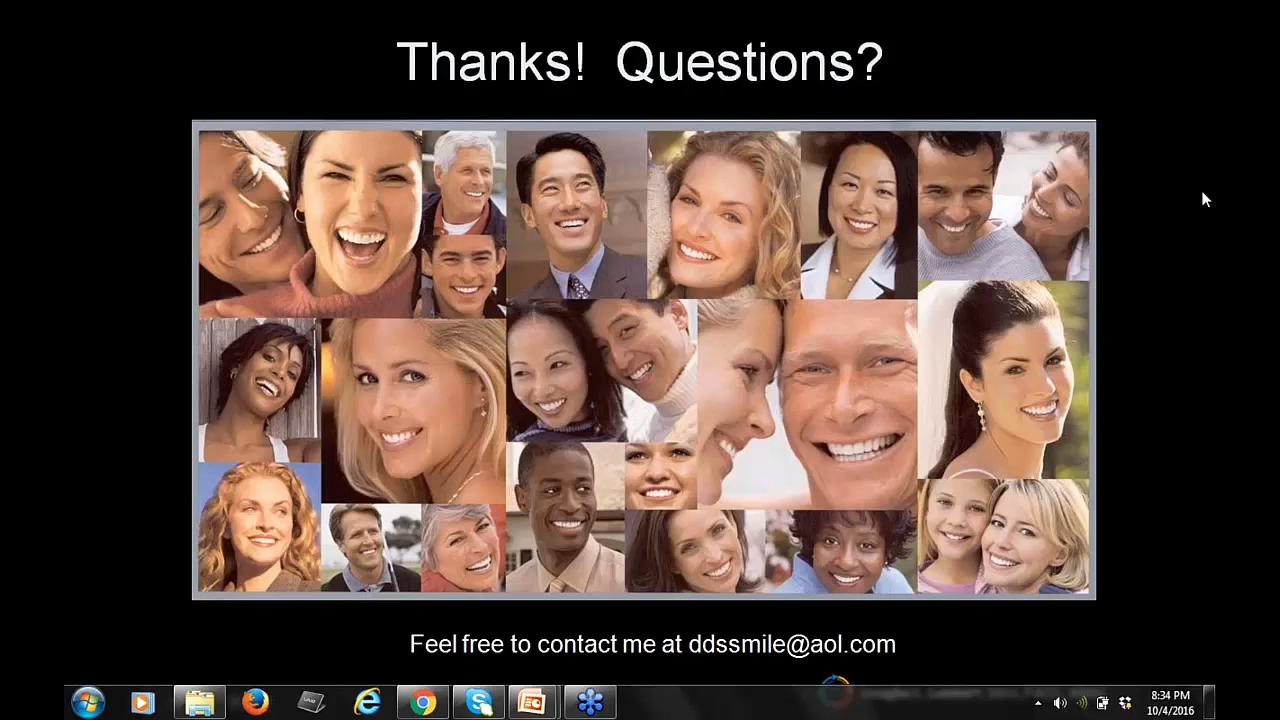 Thanks! Questions?
Feel free to contact me at ddssmile@aol.com
8:34 PM
10/4/2016